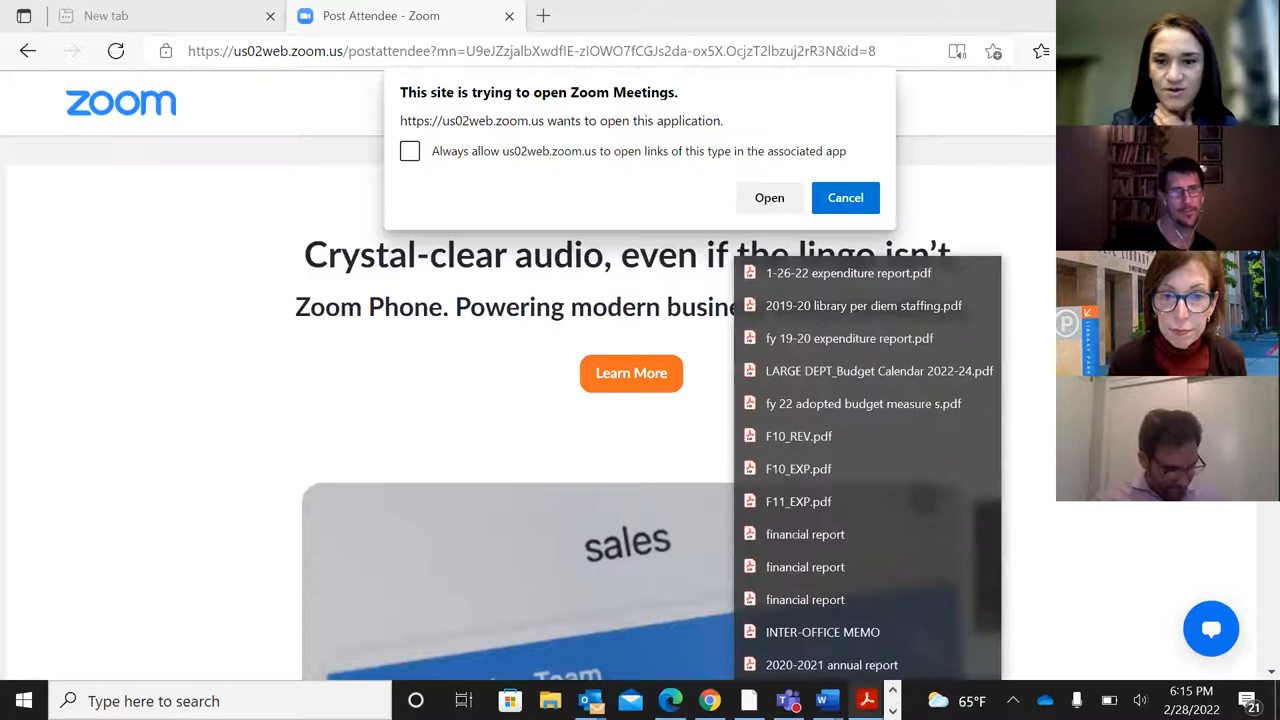 New tab
Post Attendee - Zoom
https://us02web.zoom.us/postattendee?mn=U9eJZzjalbXwdflE-zIOWO7fCGJs2da-ox5X.OcjzT2lbzuj2rR3N&id=8
zoom
This site is trying to open Zoom Meetings.
https://us02web.zoom.us wants to open this application.
Always allow us02web.zoom.us to open links of this type in the associated app
Open
Cancel
Crystal-clear audio, even if the lingo isn't
Zoom Phone. Powering modern busine
Learn More
1-26-22 expenditure report.pdf
2019-20 library per diem staffing.pdf
fy 19-20 expenditure report.pdf
LARGE DEPT_Budget Calendar 2022-24.pdf
fy 22 adopted budget measure s.pdf
F10_REV.pdf
F10_EXP.pdf
F11_EXP.pdf
financial report
financial report
financial report
INTER-OFFICE MEMO
2020-2021 annual report
sales
Team
P
Type here to search
65°F
6:15 PM
2/28/2022
21